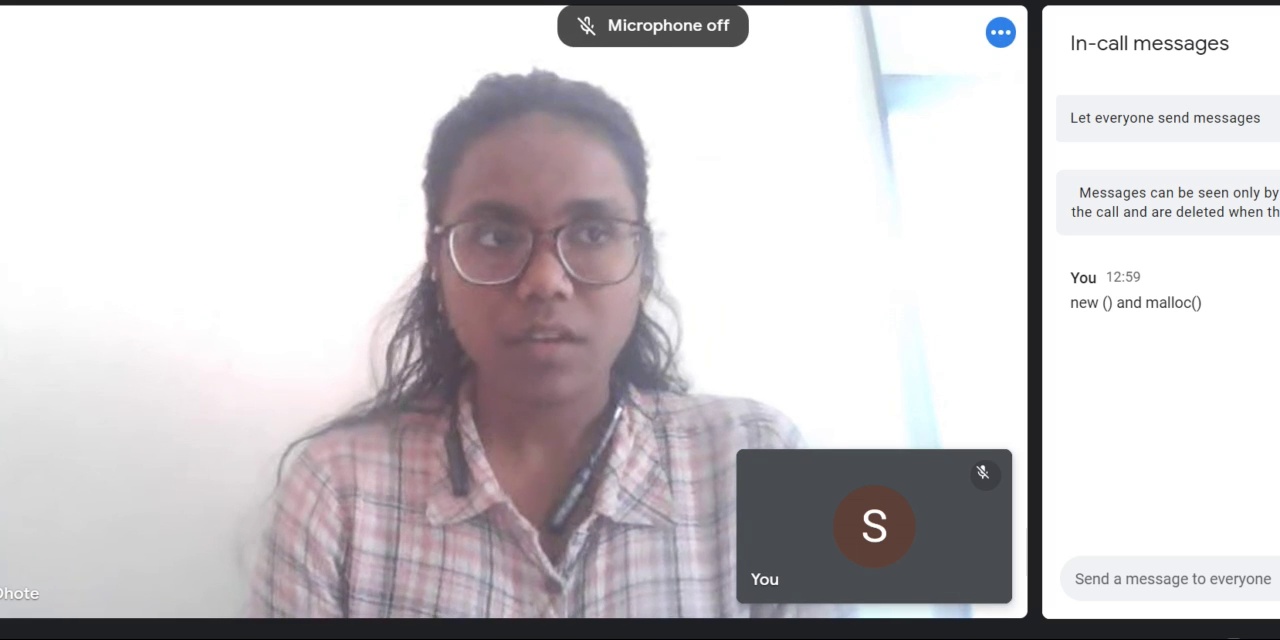 Microphone off
In-call messages
Let everyone send messages
Messages can be seen only by
the call and are deleted when th
You 12:59
new () and malloc()
S
You
Dhote
Send a message to everyone